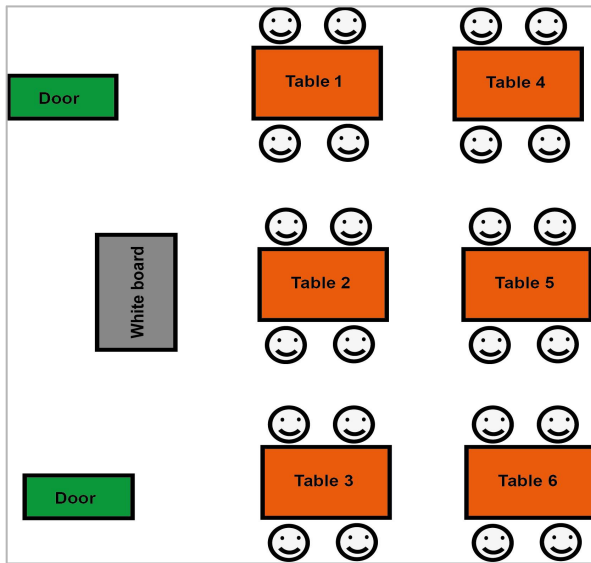 Table 1
Table 4
Door
White board
Table 2
Table 5
Door
Table 3
Table 6